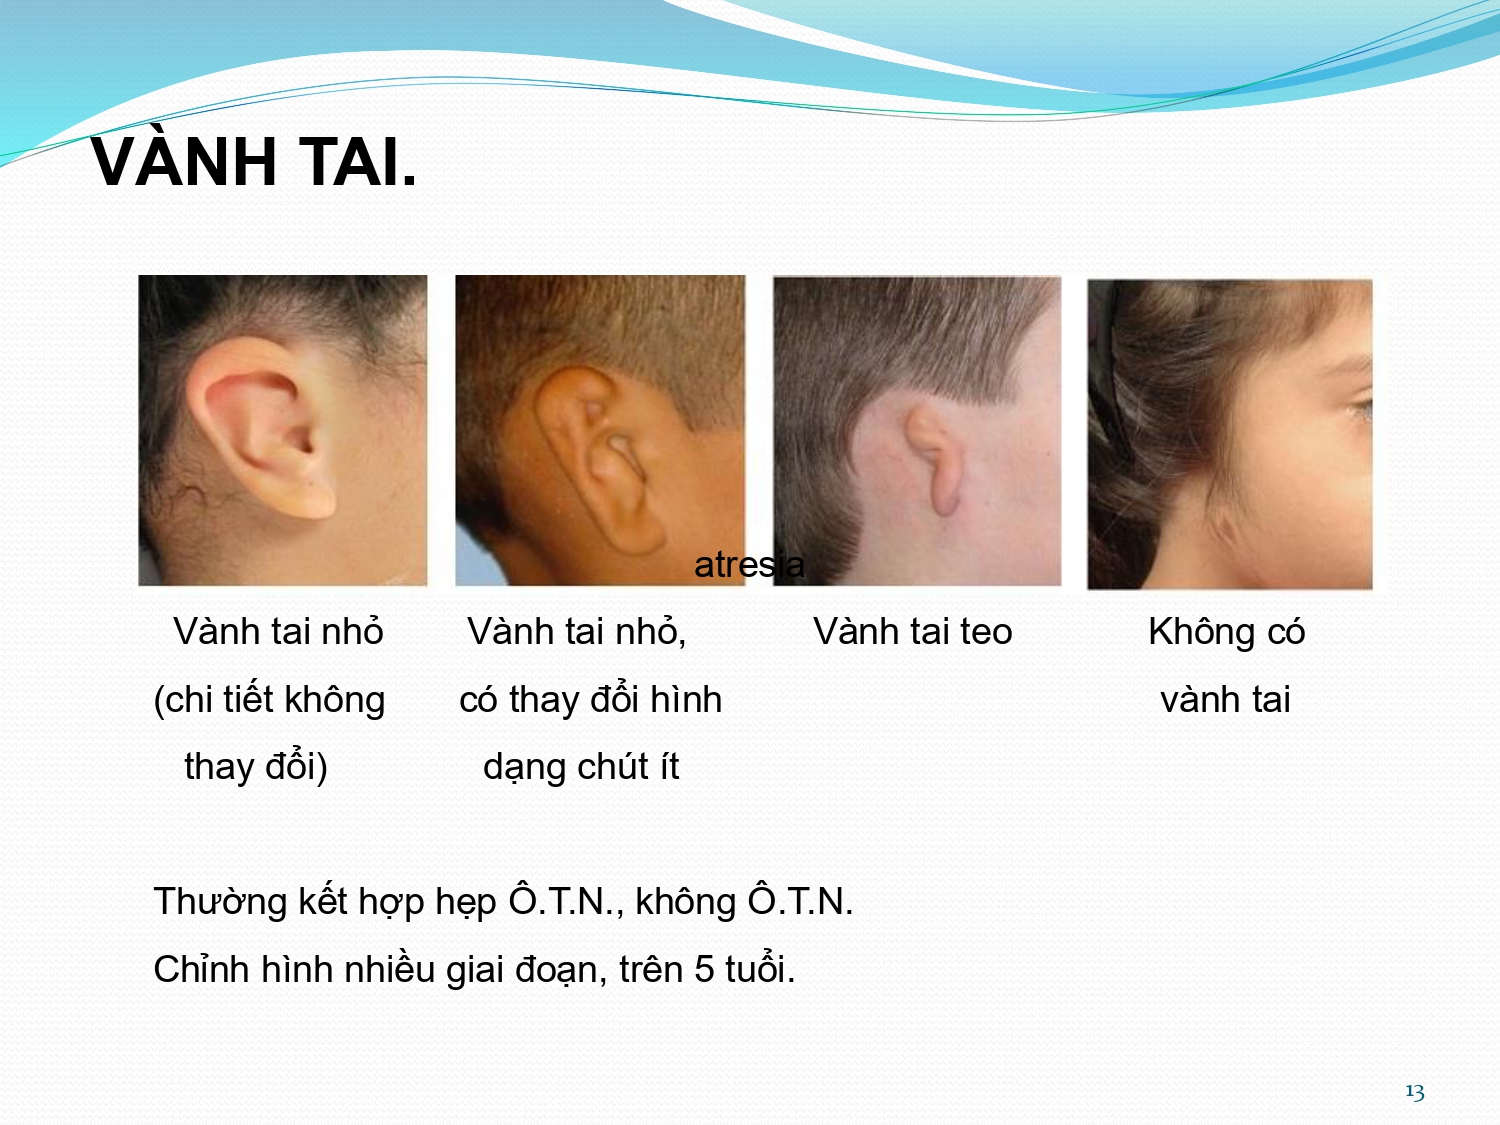 VÀNH TAI.
atresia
Vành tai nhỏ Vành tai nhỏ, Vành tai teo Không có
(chi tiết không có thay đổi hình vành tai
thay đổi) dạng chút ít
Thường kết hợp hẹp Ô.T.N., không Ô.T.N.
Chỉnh hình nhiều giai đoạn, trên 5 tuổi.
13